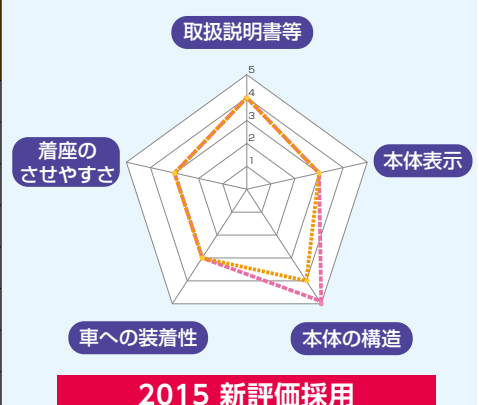 取扱説明書等
5
4
3
2
1
着座の
させやすさ
本体表示
車への装着性
本体の構造
2015 新評価採用